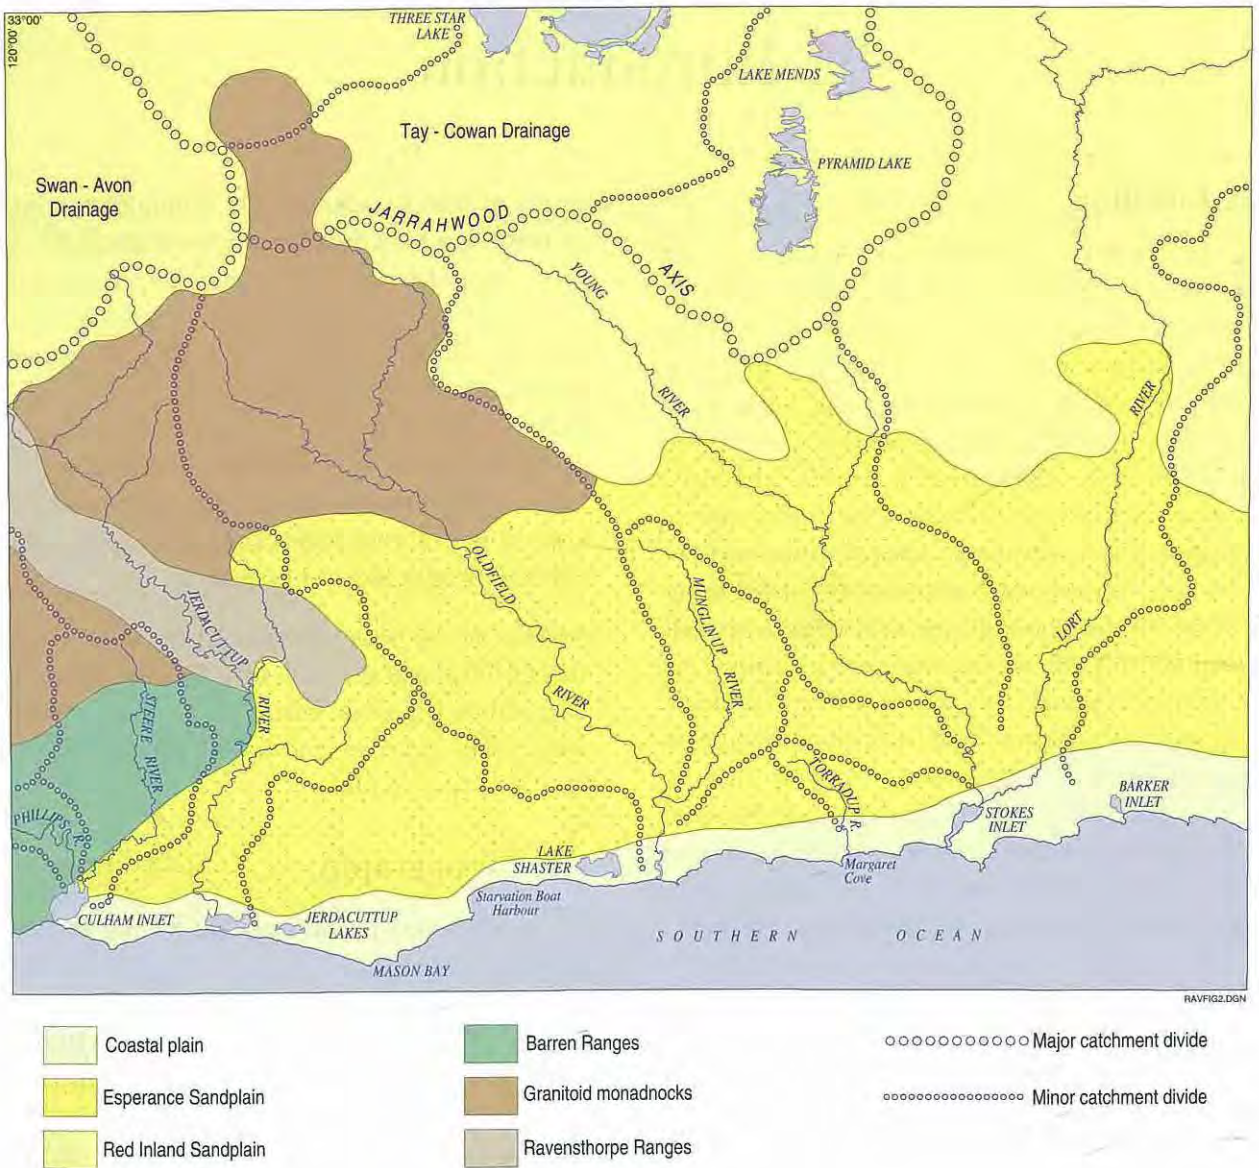 33°00'
120°00'
THREE STAR
LAKE
LAKE MENDS
Tay - Cowan Drainage
PYRAMID LAKE
Swan - Avon
Drainage
JARRAHWOOD
AXIS
YOUNG
RIVER
RIVER
OLDFIELD
RIVER
MUNGLINUP
RIVER
LORT
JERDACUTTUP
RIVER
STEERE RIVER
PHILLIPS R.
TORRADUP R
BARKER
INLET
STOKES
INLET
LAKE
SHASTER
Margaret
Cove
Starvation Boat
Harbour
CULHAM INLET
JERDACUTTUP
LAKES
SOUTHERN OCEAN
MASON BAY
RAVFIG2.DGN
Coastal plain
Esperance Sandplain
Red Inland Sandplain
Barren Ranges
Granitoid monadnocks
Ravensthorpe Ranges
Major catchment divide
Minor catchment divide